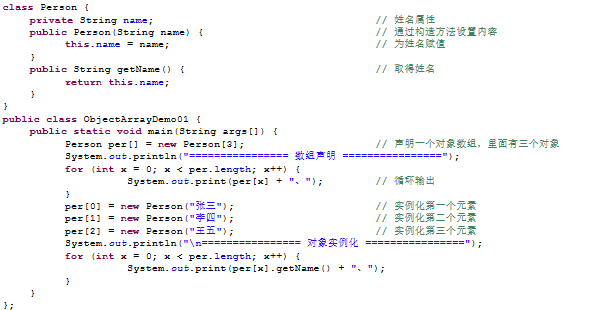 class Person {
    private String name;                                    // 姓名属性
    public Person(String name) {                            // 通过构造方法设置内容
        this.name = name;                                   // 为姓名赋值
    }
    public String getName() {                               // 取得姓名
        return this.name;
    }
}
public class ObjectArrayDemo01 {
    public static void main(String args[]) {
        Person per[] = new Person[3];                       // 声明一个对象数组，里面有三个对象
        System.out.println("================ 数组声明 ================");
        for (int x = 0; x < per.length; x++) {
            System.out.print(per[x] + "、");                // 循环输出
        }
        per[0] = new Person("张三");                        // 实例化第一个元素
        per[1] = new Person("李四");                        // 实例化第二个元素
        per[2] = new Person("王五");                        // 实例化第三个元素
        System.out.println("\n================ 对象实例化 ================");
        for (int x = 0; x < per.length; x++) {
            System.out.print(per[x].getName() + "、");
        }
    }
};